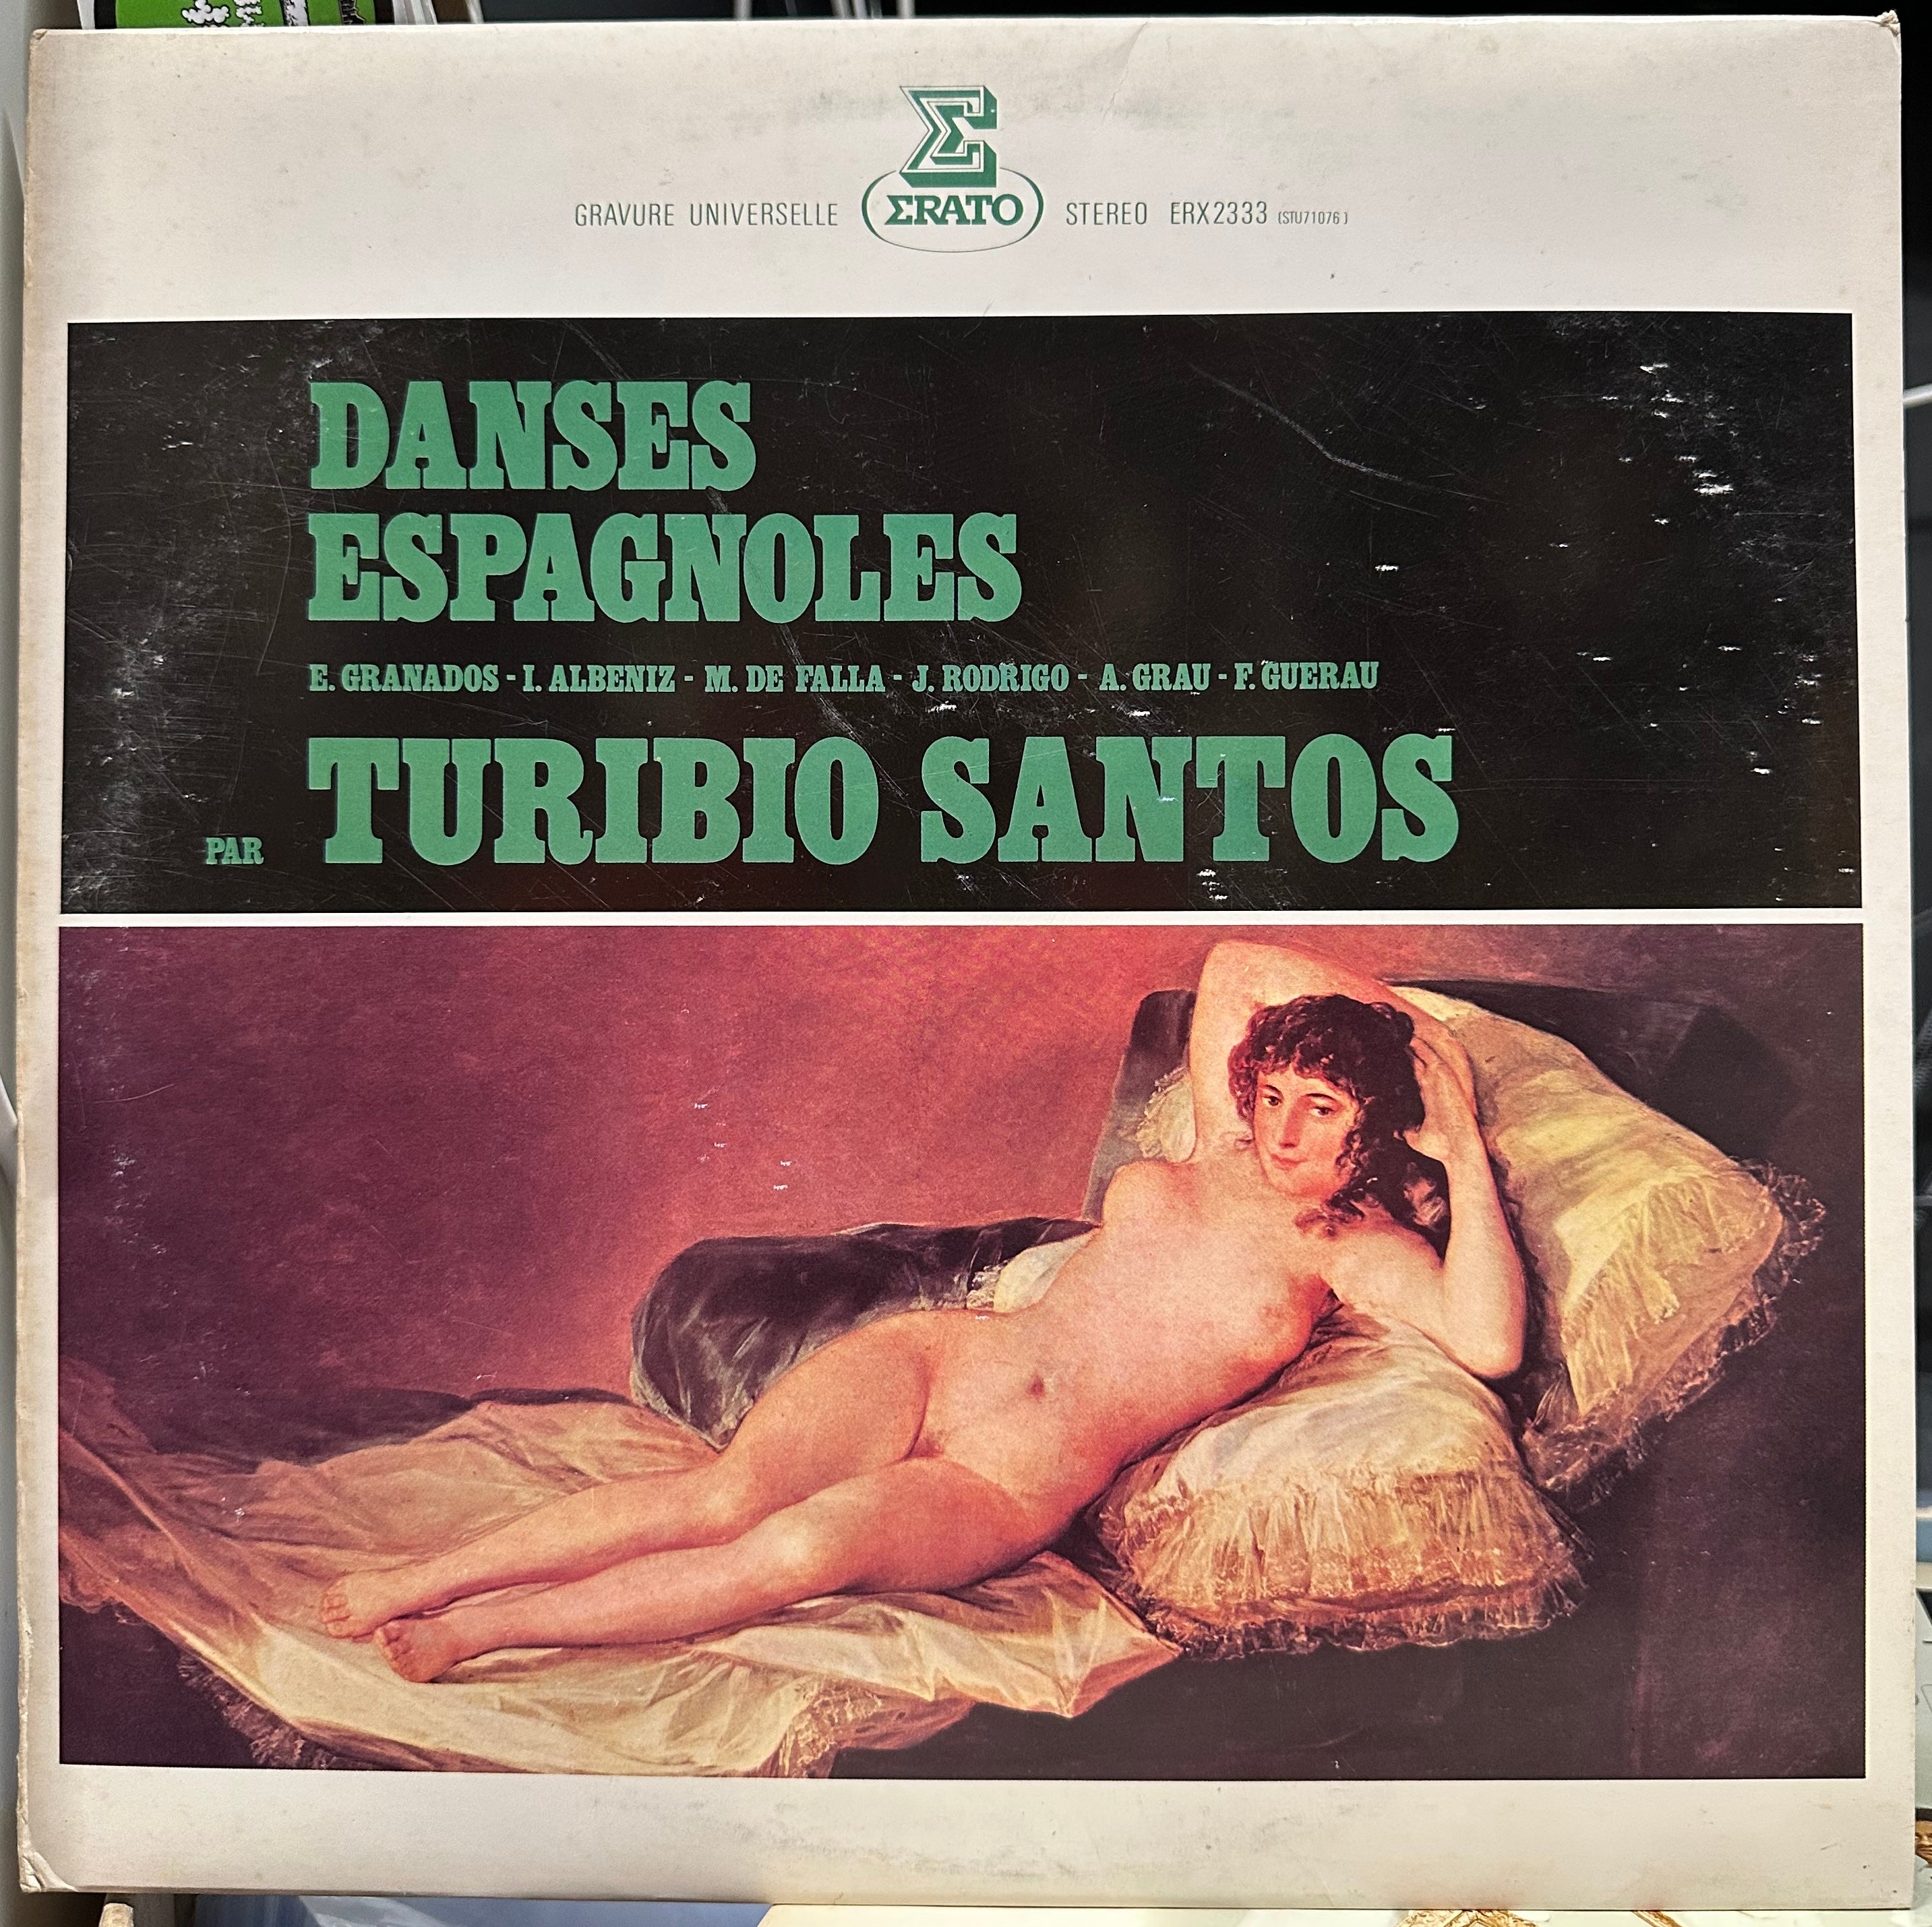 Σ
GRAVURE UNIVERSELLE ΣRATO STEREO ERX2333 (STU71076)
DANSES
ESPAGNOLES
E. GRANADOS - I. ALBENIZ - M. DE FALLA - J. RODRIGO - A. GRAU - F. GUERAU
PAR TURIBIO SANTOS